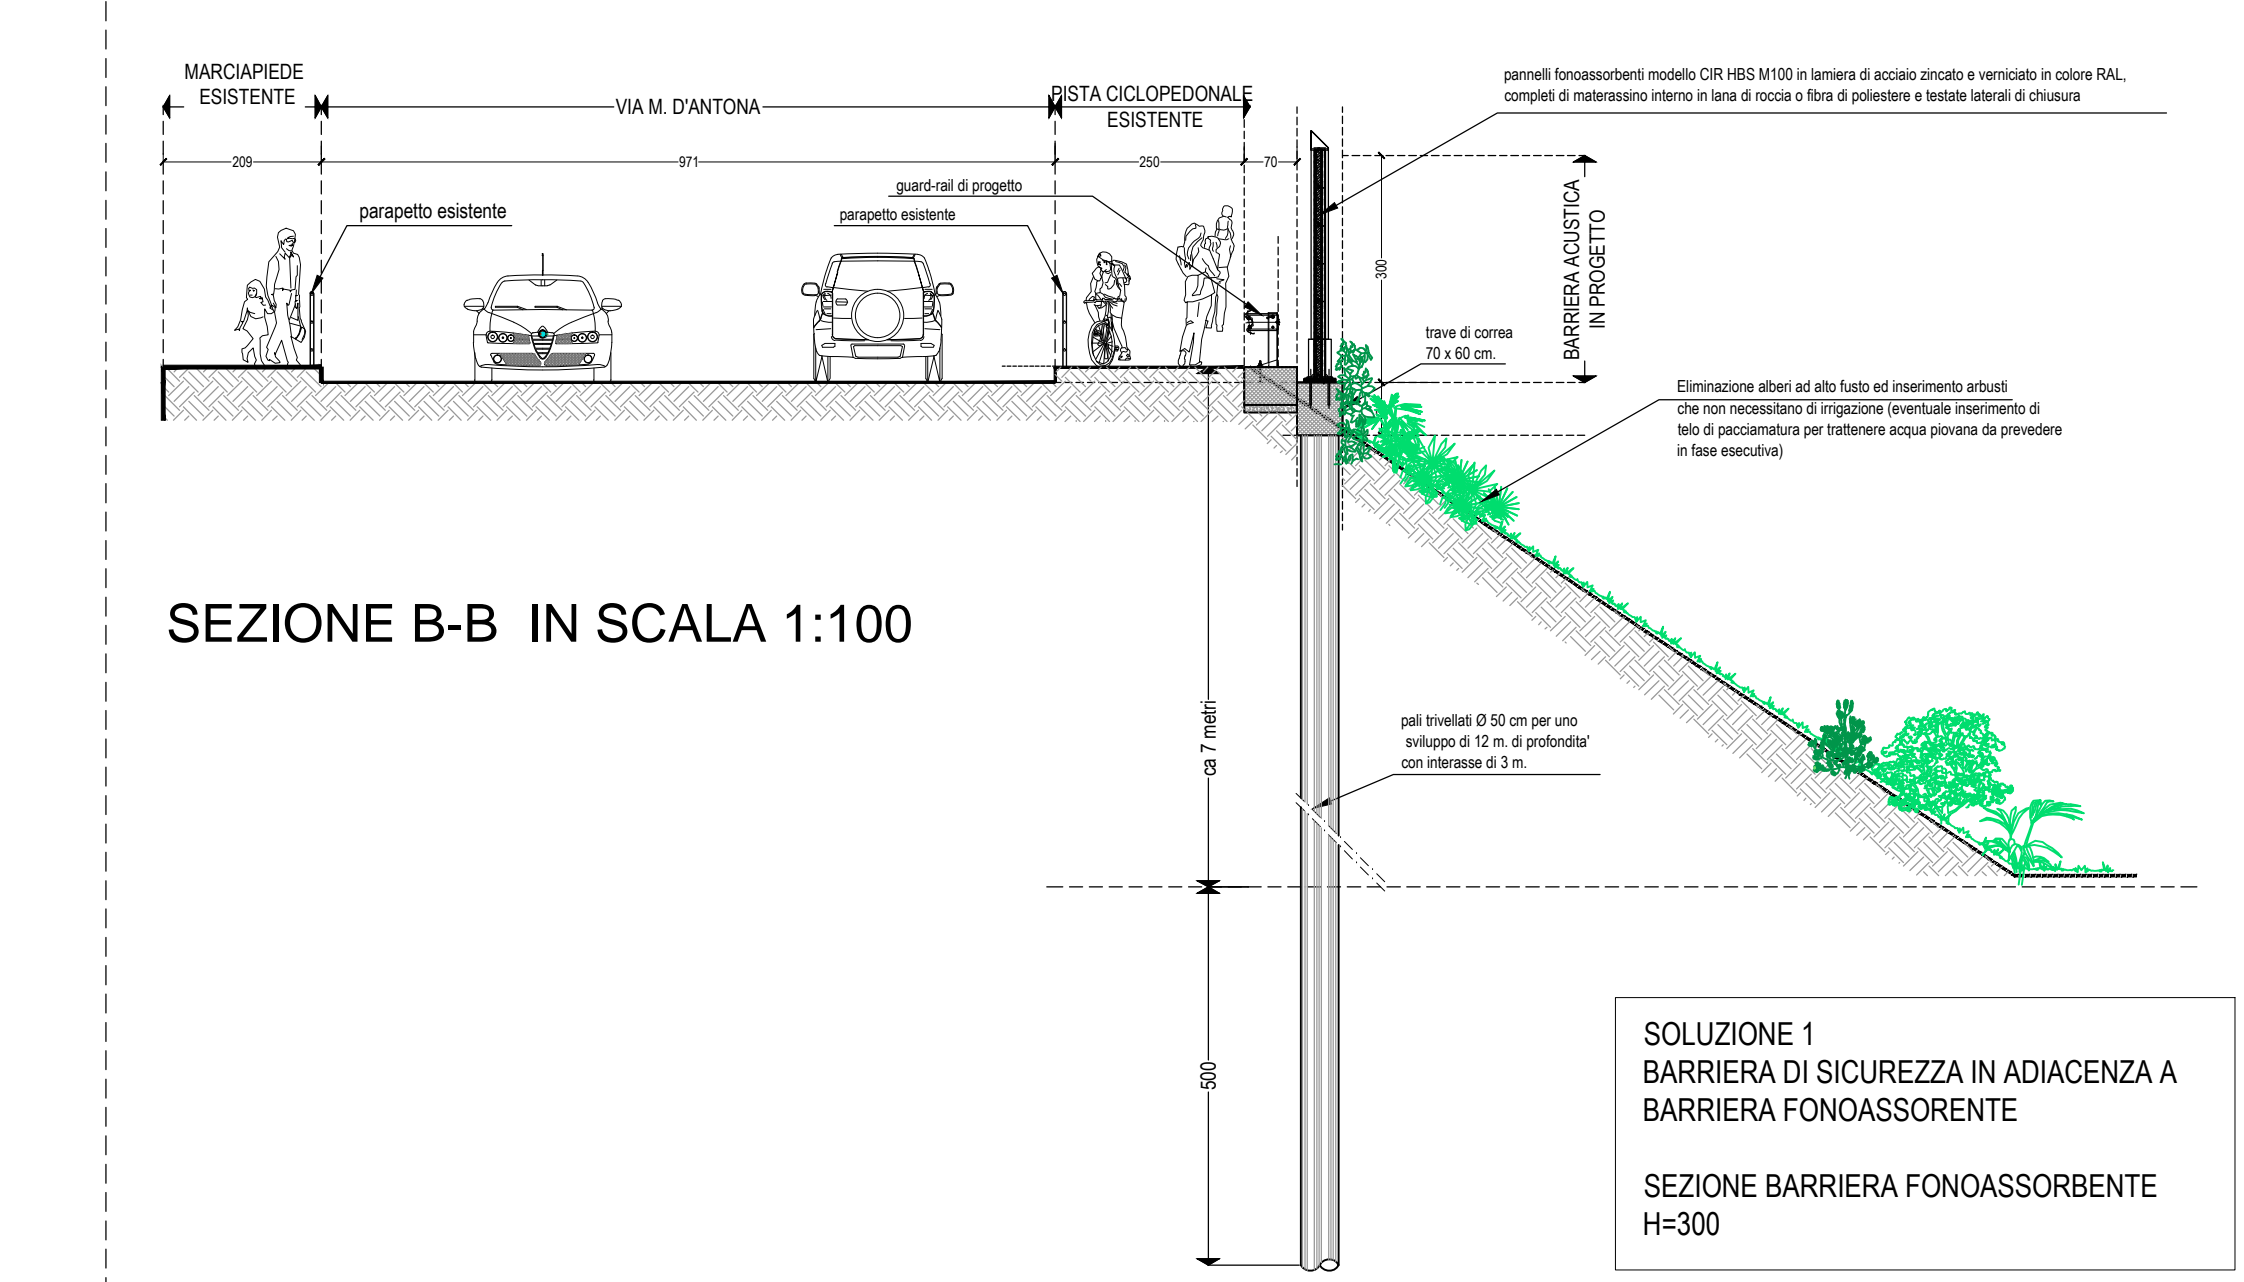 MARCIAPIEDE
ESISTENTE
VIA M. D'ANTONA
PISTA CICLOPEDONALE
ESISTENTE
pannelli fonoassorbenti modello CIR HBS M100 in lamiera di acciaio zincato e verniciato in colore RAL,
completi di materassino interno in lana di roccia o fibra di poliestere e testate laterali di chiusura
209
971
250
70
guard-rail di progetto
parapetto esistente
parapetto esistente
300
BARRIERA ACUSTICA
IN PROGETTO
trave di correa
70 x 60 cm.
Eliminazione alberi ad alto fusto ed inserimento arbusti
che non necessitano di irrigazione (eventuale inserimento di
telo di pacciamatura per trattenere acqua piovana da prevedere
in fase esecutiva)
SEZIONE B-B IN SCALA 1:100
ca 7 metri
pali trivellati Ø 50 cm per uno
sviluppo di 12 m. di profondita'
con interasse di 3 m.
500
SOLUZIONE 1
BARRIERA DI SICUREZZA IN ADIACENZA A
BARRIERA FONOASSORENTE
SEZIONE BARRIERA FONOASSORBENTE
H=300